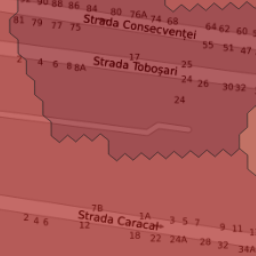 90 88 86 84 80 76A 74 68 64 62 60
81 79 77 75 Strada Consecvenței
55 51 47
17 25
2 4 6 6 8A Strada Toboșari 24 26 30 32
24
7B
2 4 6 12 Strada Caracal 1A 3 5 7 9 11
18 22 24A 28 32 34A